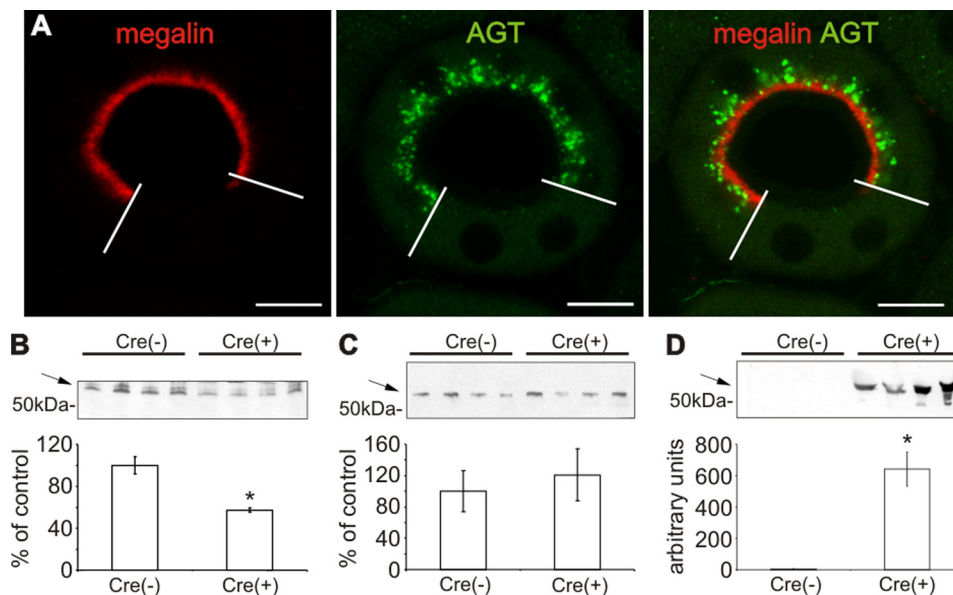 A
megalin
AGT
megalin AGT
B
Cre(-) Cre(+)
50kDa-
% of control
120
80
40
0
*
Cre(-) Cre(+)
C
Cre(-) Cre(+)
50kDa-
% of control
160
120
80
40
0
Cre(-) Cre(+)
D
Cre(-) Cre(+)
50kDa-
arbitrary units
800
600
400
200
0
*
Cre(-) Cre(+)